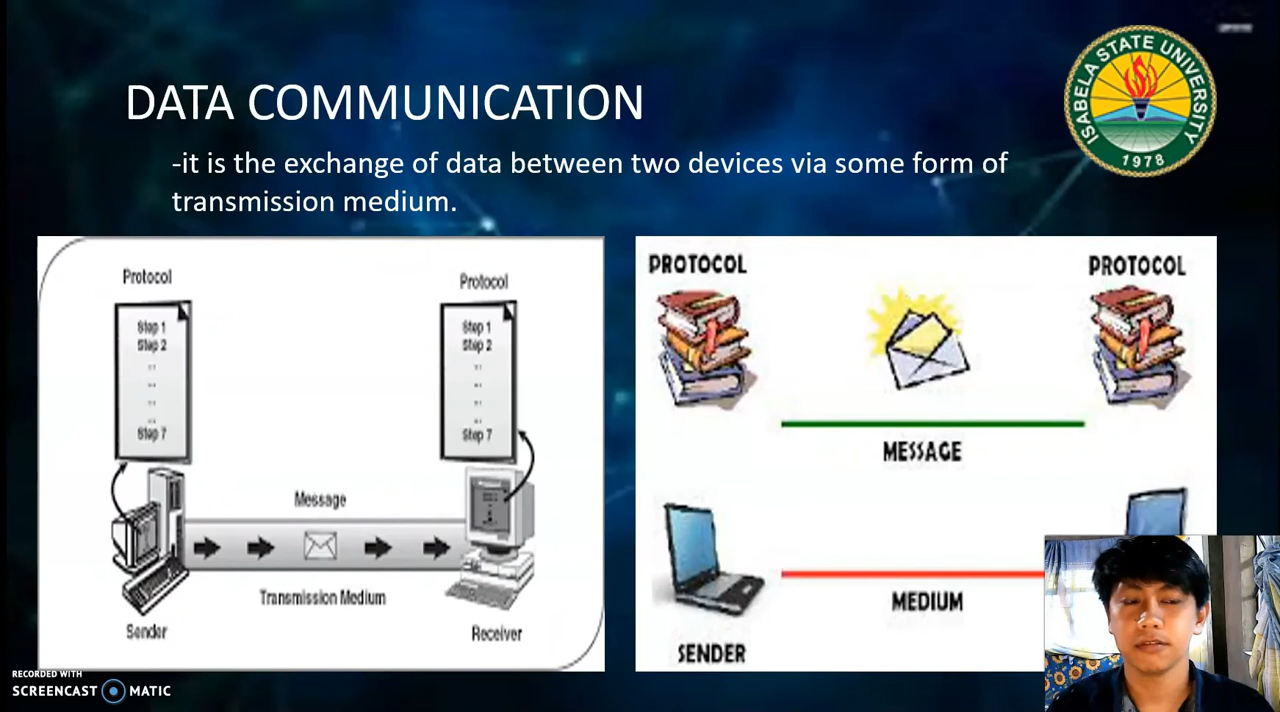 DATA COMMUNICATION
ISABELA STATE UNIVERSITY
1978
-it is the exchange of data between two devices via some form of
transmission medium.
Protocol
Step 1
Step 2
..
..
..
..
Step 7
Protocol
Step 1
Step 2
..
..
..
..
Step 7
Message
Transmission Medium
Sender
Receiver
PROTOCOL
PROTOCOL
MESSAGE
MEDIUM
SENDER
RECORDED WITH
SCREENCAST MATIC